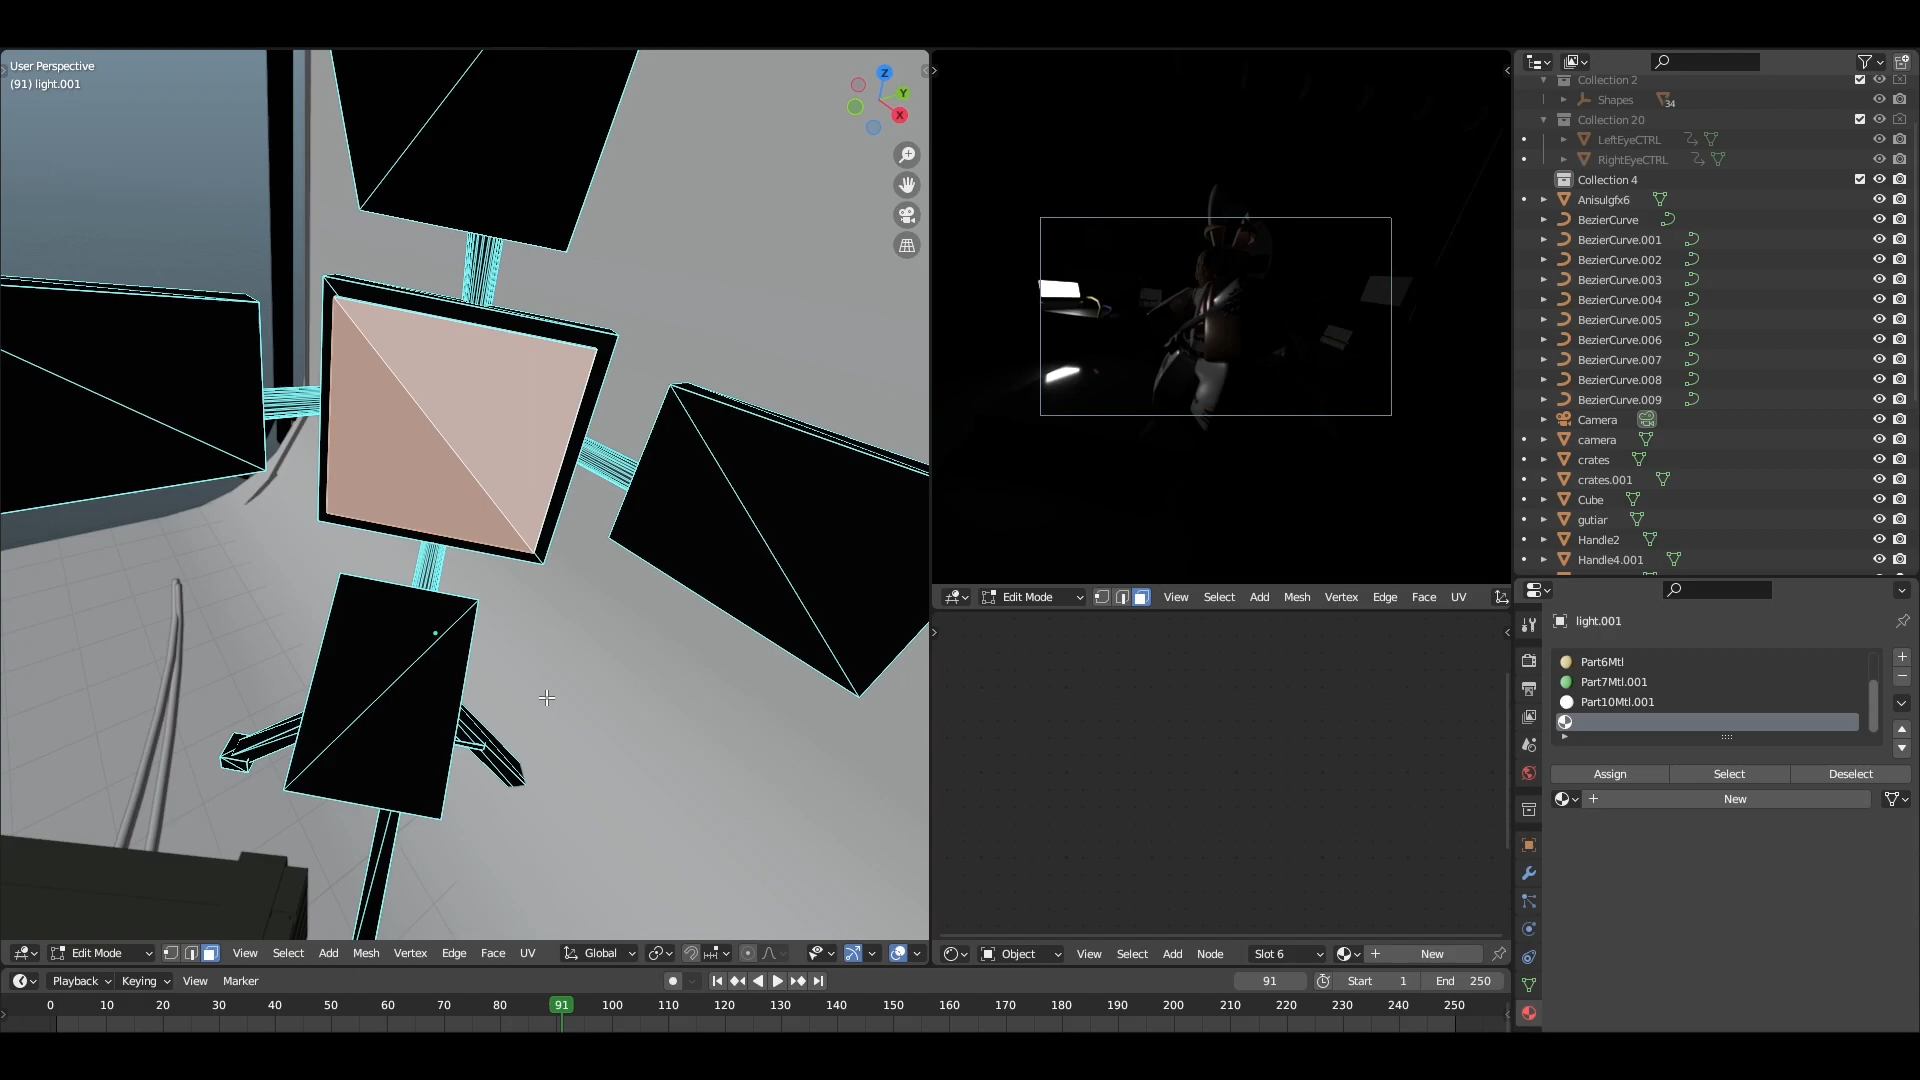 User Perspective
(91) light.001
Z
Y
X
Collection 2
Shapes
34
Collection 20
LeftEyeCTRL
RightEyeCTRL
Collection 4
Anisulgfx6
BezierCurve
BezierCurve.001
BezierCurve.002
BezierCurve.003
BezierCurve.004
BezierCurve.005
BezierCurve.006
BezierCurve.007
BezierCurve.008
BezierCurve.009
Camera
camera
crates
crates.001
Cube
gutiar
Handle2
Handle4.001
Edit Mode View Select Add Mesh Vertex Edge Face UV
light.001
Part6Mtl
Part7Mtl.001
Part10Mtl.001
Assign Select Deselect
New
Edit Mode View Select Add Mesh Vertex Edge Face UV Global
Object View Select Add Node Slot 6 New
Playback Keying View Marker 91 Start 1 End 250
0 10 20 30 40 50 60 70 80 91 100 110 120 130 140 150 160 170 180 190 200 210 220 230 240 250